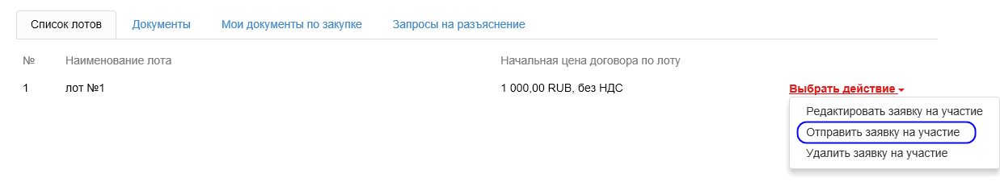 Список лотов Документы Мои документы по закупке Запросы на разъяснение
№ Наименование лота Начальная цена договора по лоту
1 лот №1 1 000,00 RUB, без НДС Выбрать действие
Редактировать заявку на участие
Отправить заявку на участие
Удалить заявку на участие